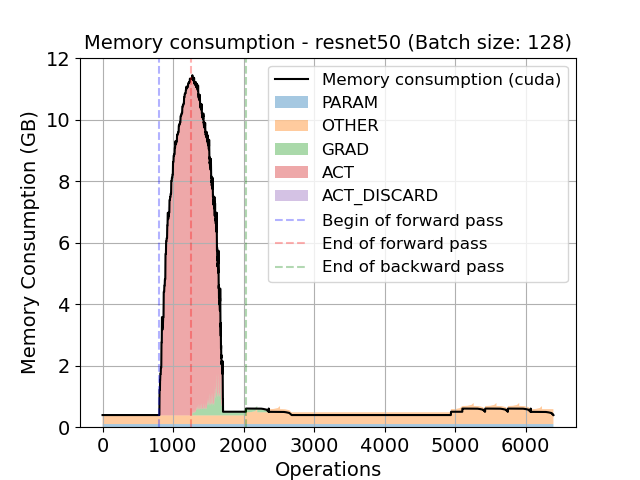 Memory consumption - resnet50 (Batch size: 128)
Memory Consumption (GB)
12
10
8
6
4
2
0
Memory consumption (cuda)
PARAM
OTHER
GRAD
ACT
ACT_DISCARD
Begin of forward pass
End of forward pass
End of backward pass
0 1000 2000 3000 4000 5000 6000
Operations